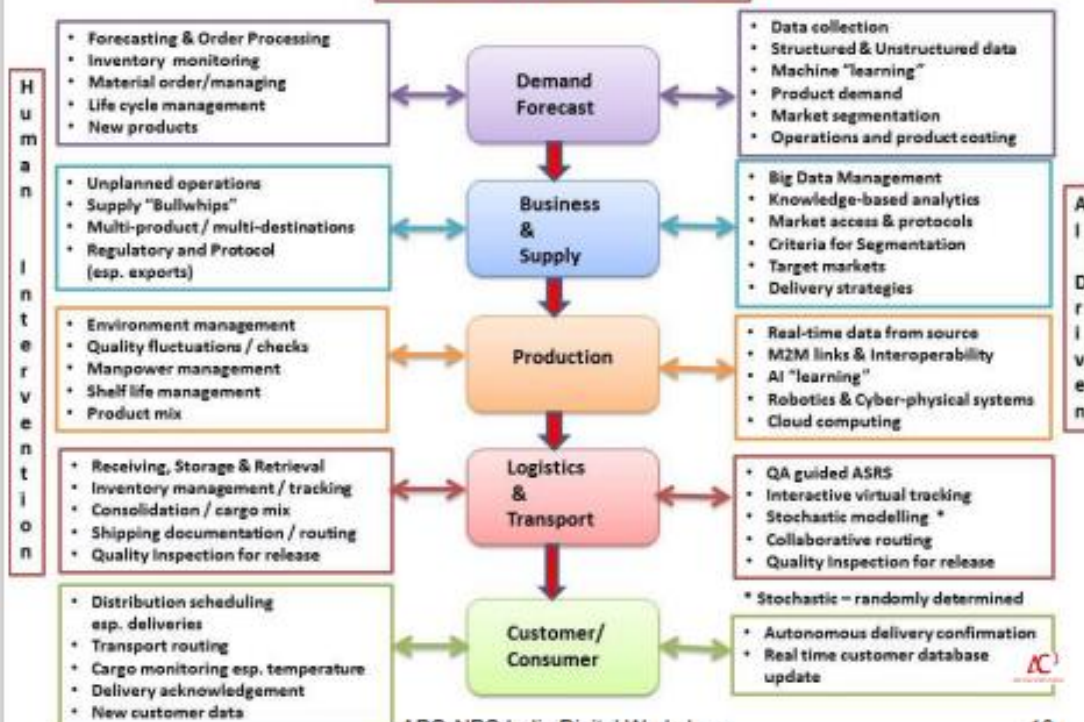 Human Intervention
• Forecasting & Order Processing
• Inventory monitoring
• Material order/managing
• Life cycle management
• New products
Demand
Forecast
• Data collection
• Structured & Unstructured data
• Machine "learning"
• Product demand
• Market segmentation
• Operations and product costing
• Unplanned operations
• Supply "Bullwhips"
• Multi-product / multi-destinations
• Regulatory and Protocol
(esp. exports)
Business
&
Supply
• Big Data Management
• Knowledge-based analytics
• Market access & protocols
• Criteria for Segmentation
• Target markets
• Delivery strategies
AI Driven
• Environment management
• Quality fluctuations / checks
• Manpower management
• Shelf life management
• Product mix
Production
• Real-time data from source
• M2M links & Interoperability
• AI "learning"
• Robotics & Cyber-physical systems
• Cloud computing
• Receiving, Storage & Retrieval
• Inventory management / tracking
• Consolidation / cargo mix
• Shipping documentation / routing
• Quality Inspection for release
Logistics
&
Transport
• QA guided ASRS
• Interactive virtual tracking
• Stochastic modelling *
• Collaborative routing
• Quality Inspection for release
* Stochastic – randomly determined
• Distribution scheduling
esp. deliveries
• Transport routing
• Cargo monitoring esp. temperature
• Delivery acknowledgement
• New customer data
Customer/
Consumer
• Autonomous delivery confirmation
• Real time customer database
update
AC